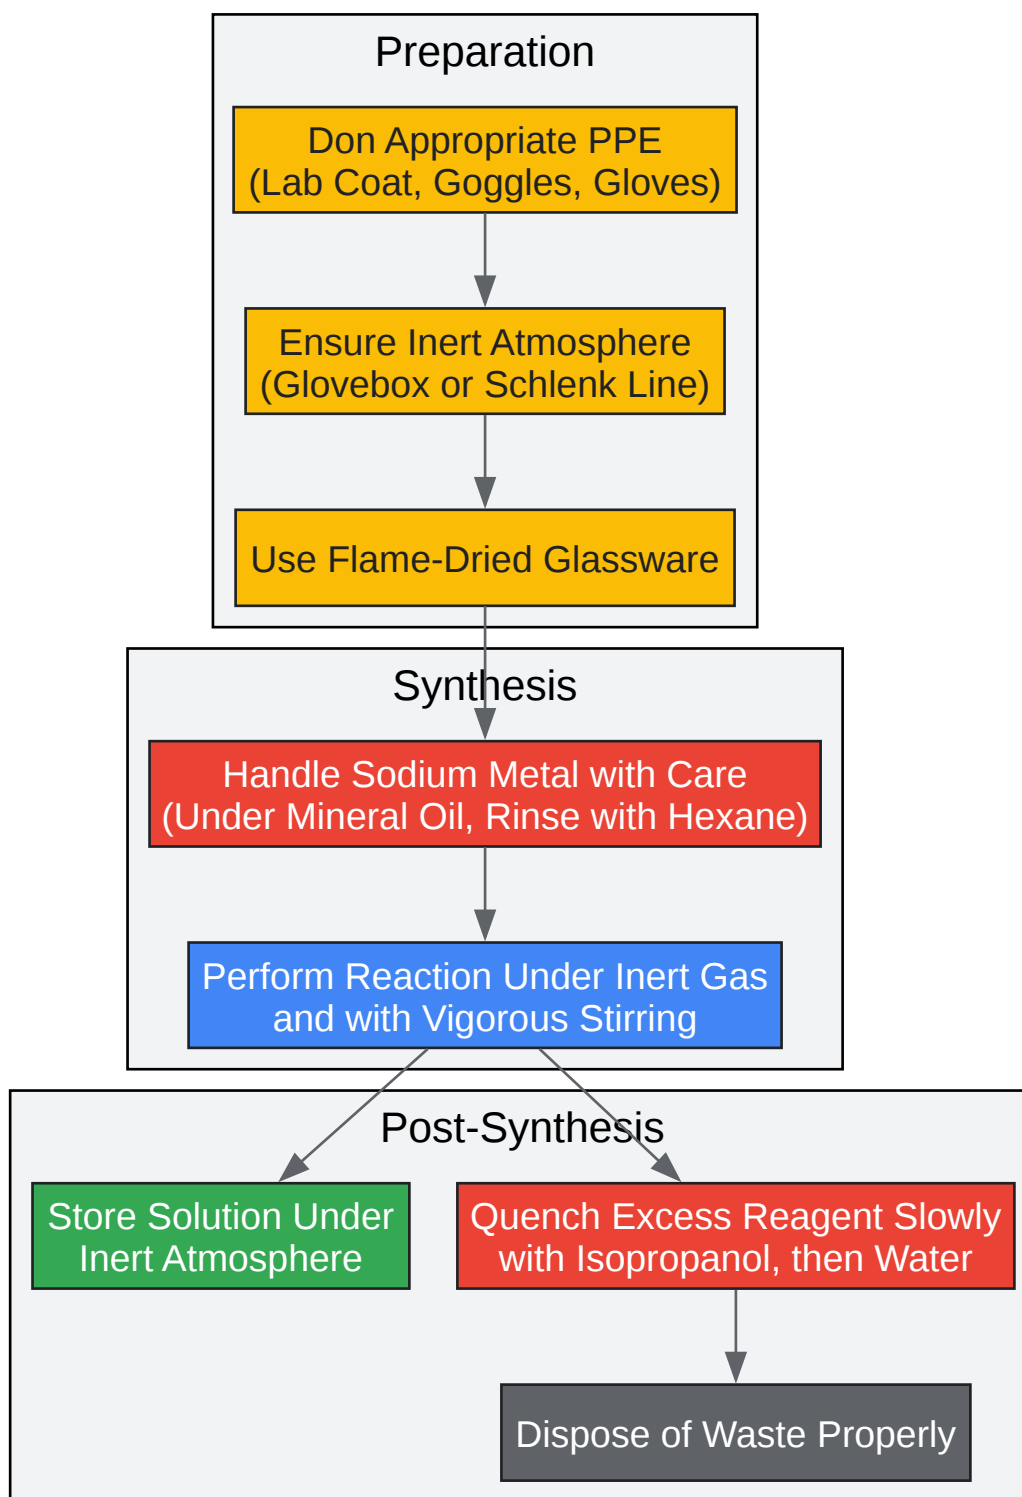 Preparation
Don Appropriate PPE
(Lab Coat, Goggles, Gloves)
Ensure Inert Atmosphere
(Glovebox or Schlenk Line)
Use Flame-Dried Glassware
Synthesis
Handle Sodium Metal with Care
(Under Mineral Oil, Rinse with Hexane)
Perform Reaction Under Inert Gas
and with Vigorous Stirring
Post-Synthesis
Store Solution Under
Inert Atmosphere
Quench Excess Reagent Slowly
with Isopropanol, then Water
Dispose of Waste Properly